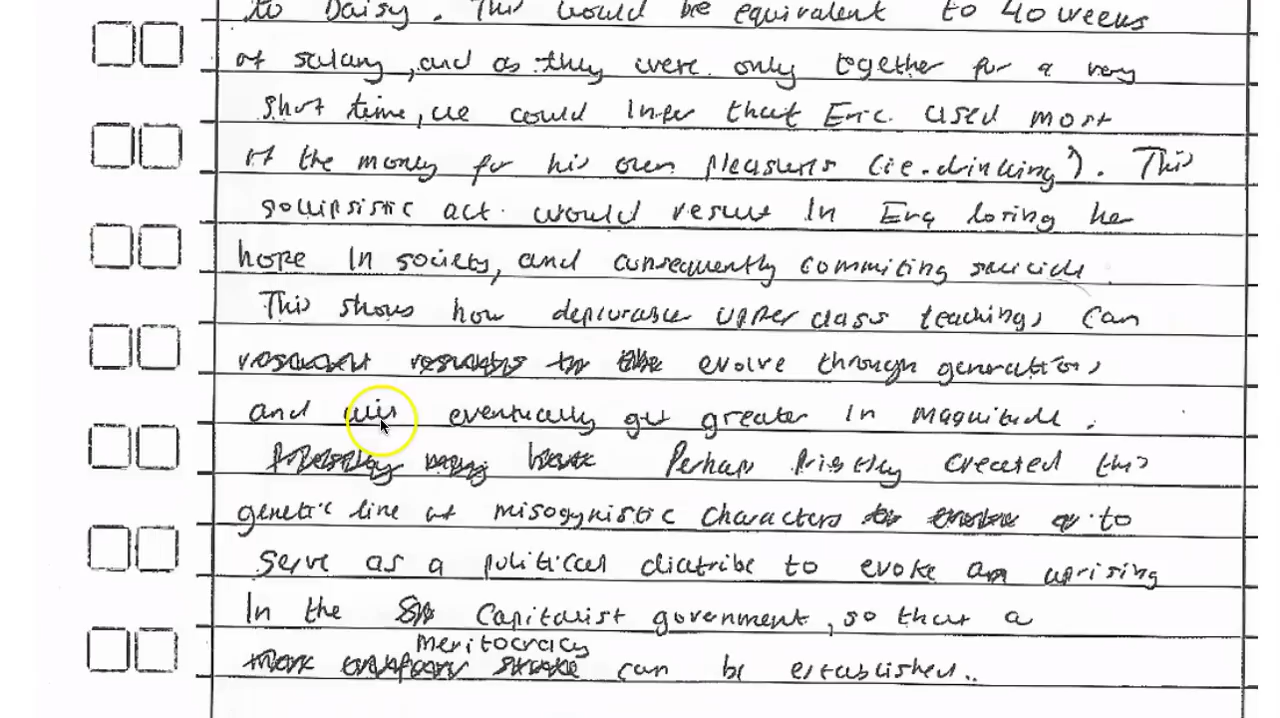 to Daisy. This would be equivalent to 40 weeks
of salary, and as they were only together for a very
short time, we could infer that Eric used most
of the money for his own pleasures (i.e. drinking). This
sollipsistic act would result in Eva losing he
hope in society, and consequently commiting suicide.
This shows how deplorable upper class teachings can
evolve through generations
and will eventually get greater in magnitude.
Perhaps Priestley created this
genetic line of misogynistic characters to
serve as a political diatribe to evoke an uprising
in the Capitalist government, so that a
meritocracy
can be established.